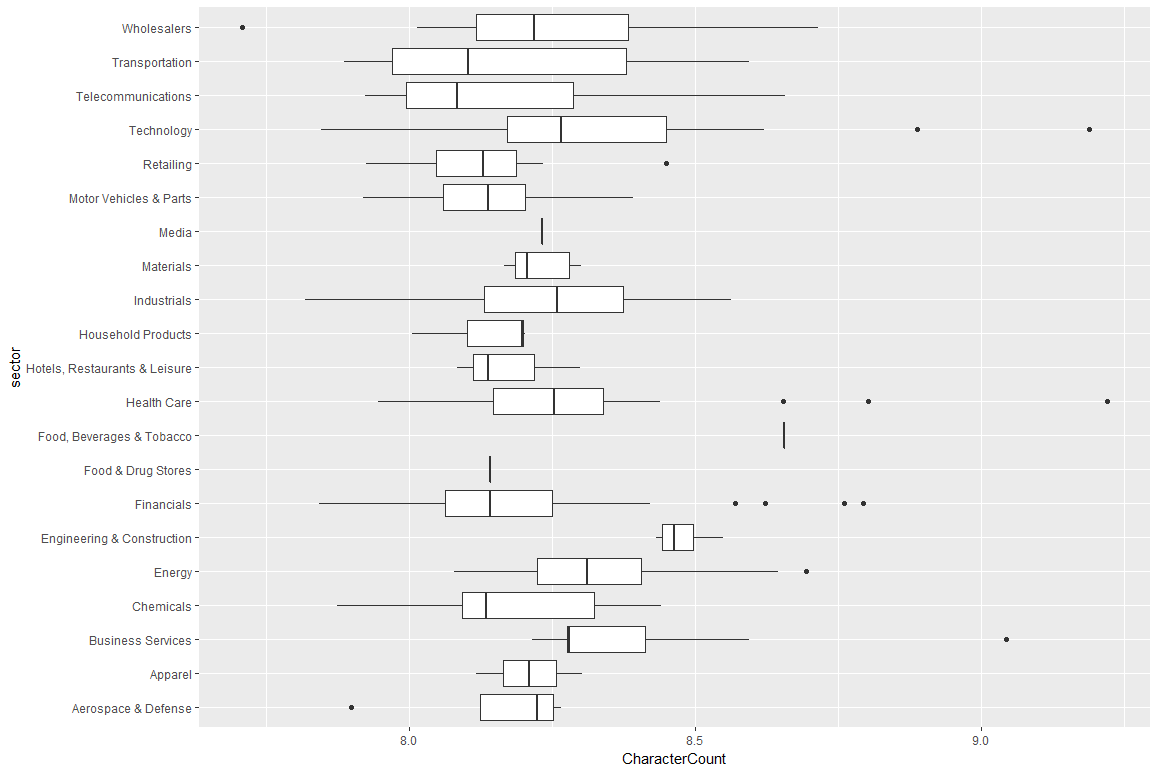 Wholesalers
Transportation
Telecommunications
Technology
Retailing
Motor Vehicles & Parts
Media
Materials
Industrials
Household Products
Hotels, Restaurants & Leisure
Health Care
Food, Beverages & Tobacco
Food & Drug Stores
Financials
Engineering & Construction
Energy
Chemicals
Business Services
Apparel
Aerospace & Defense
sector
8.0 8.5 9.0
CharacterCount